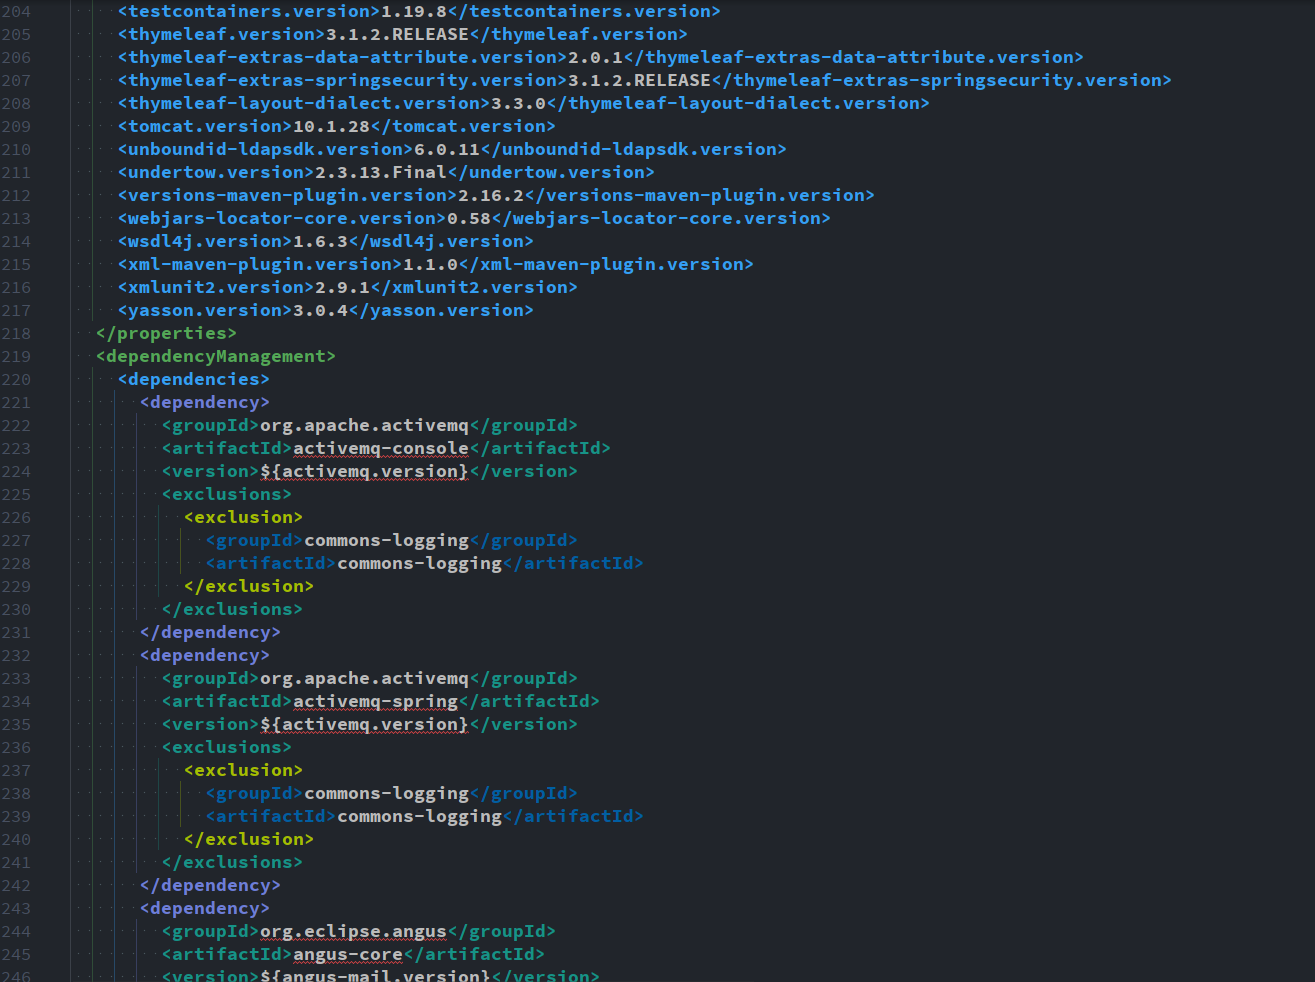 204 <testcontainers.version>1.19.8</testcontainers.version>
205 <thymeleaf.version>3.1.2.RELEASE</thymeleaf.version>
206 <thymeleaf-extras-data-attribute.version>2.0.1</thymeleaf-extras-data-attribute.version>
207 <thymeleaf-extras-springsecurity.version>3.1.2.RELEASE</thymeleaf-extras-springsecurity.version>
208 <thymeleaf-layout-dialect.version>3.3.0</thymeleaf-layout-dialect.version>
209 <tomcat.version>10.1.28</tomcat.version>
210 <unboundid-ldapsdk.version>6.0.11</unboundid-ldapsdk.version>
211 <undertow.version>2.3.13.Final</undertow.version>
212 <versions-maven-plugin.version>2.16.2</versions-maven-plugin.version>
213 <webjars-locator-core.version>0.58</webjars-locator-core.version>
214 <wsdl4j.version>1.6.3</wsdl4j.version>
215 <xml-maven-plugin.version>1.1.0</xml-maven-plugin.version>
216 <xmlunit2.version>2.9.1</xmlunit2.version>
217 <yasson.version>3.0.4</yasson.version>
218 </properties>
219 <dependencyManagement>
220 <dependencies>
221 <dependency>
222 <groupId>org.apache.activemq</groupId>
223 <artifactId>activemq-console</artifactId>
224 <version>${activemq.version}</version>
225 <exclusions>
226 <exclusion>
227 <groupId>commons-logging</groupId>
228 <artifactId>commons-logging</artifactId>
229 </exclusion>
230 </exclusions>
231 </dependency>
232 <dependency>
233 <groupId>org.apache.activemq</groupId>
234 <artifactId>activemq-spring</artifactId>
235 <version>${activemq.version}</version>
236 <exclusions>
237 <exclusion>
238 <groupId>commons-logging</groupId>
239 <artifactId>commons-logging</artifactId>
240 </exclusion>
241 </exclusions>
242 </dependency>
243 <dependency>
244 <groupId>org.eclipse.angus</groupId>
245 <artifactId>angus-core</artifactId>
246 <version>${angus-mail.version}</version>